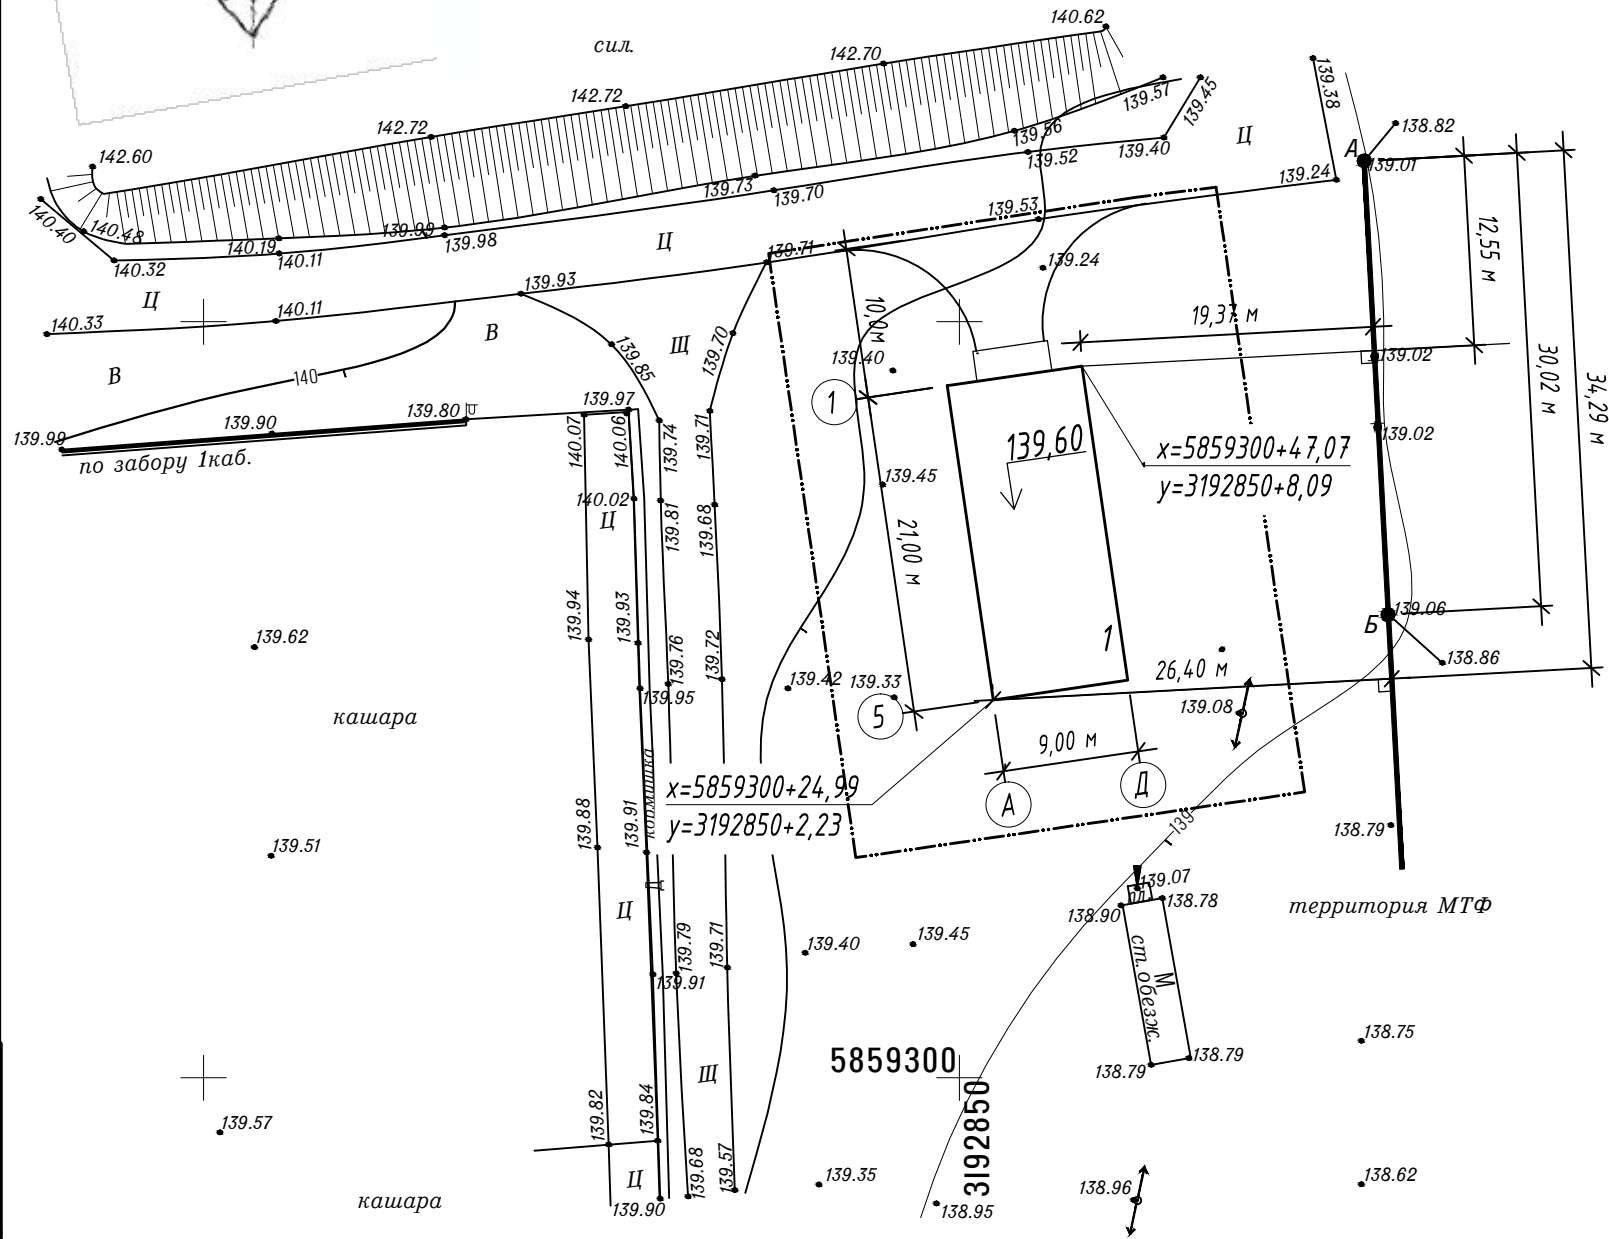 140.62
сил.
142.70
142.72
142.72
142.60
139.57
139.45
139.38
138.82
139.56
139.52
139.40
Ц
А
139.01
139.24
139.73
139.70
139.53
140.40
140.48
140.19
139.99
139.98
140.32
140.11
Ц
139.71
12,55 м
139.24
Ц
139.93
140.33
140.11
В
Щ
139.70
10,0м
19,37 м
139.02
30,02 м
34,29 м
В
140
139.85
139.40
1
139.97
139.80
139.90
139.99
140.07
140.06
139.74
139.71
139,60
x=5859300+47,07
y=3192850+8,09
139.02
по забору 1каб.
140.02
Ц
139.81
139.68
139.45
21,00 м
139.94
139.93
139.62
139.76
139.72
139.06
Б
1
138.86
26,40 м
139.95
139.42
139.33
5
139.08
кашара
9,00 м
А
Д
кормушка
x=5859300+24,99
y=3192850+2,23
139.88
139.91
139
138.79
139.51
139.07
пл.
138.90
138.78
территория МТФ
Д
Ц
139.79
139.71
139.40
139.45
139.91
М
ст. обезж.
138.75
5859300
138.79
138.79
Щ
3192850
139.82
139.84
139.57
139.68
139.57
139.35
138.96
138.62
Ц
кашара
139.90
138.95